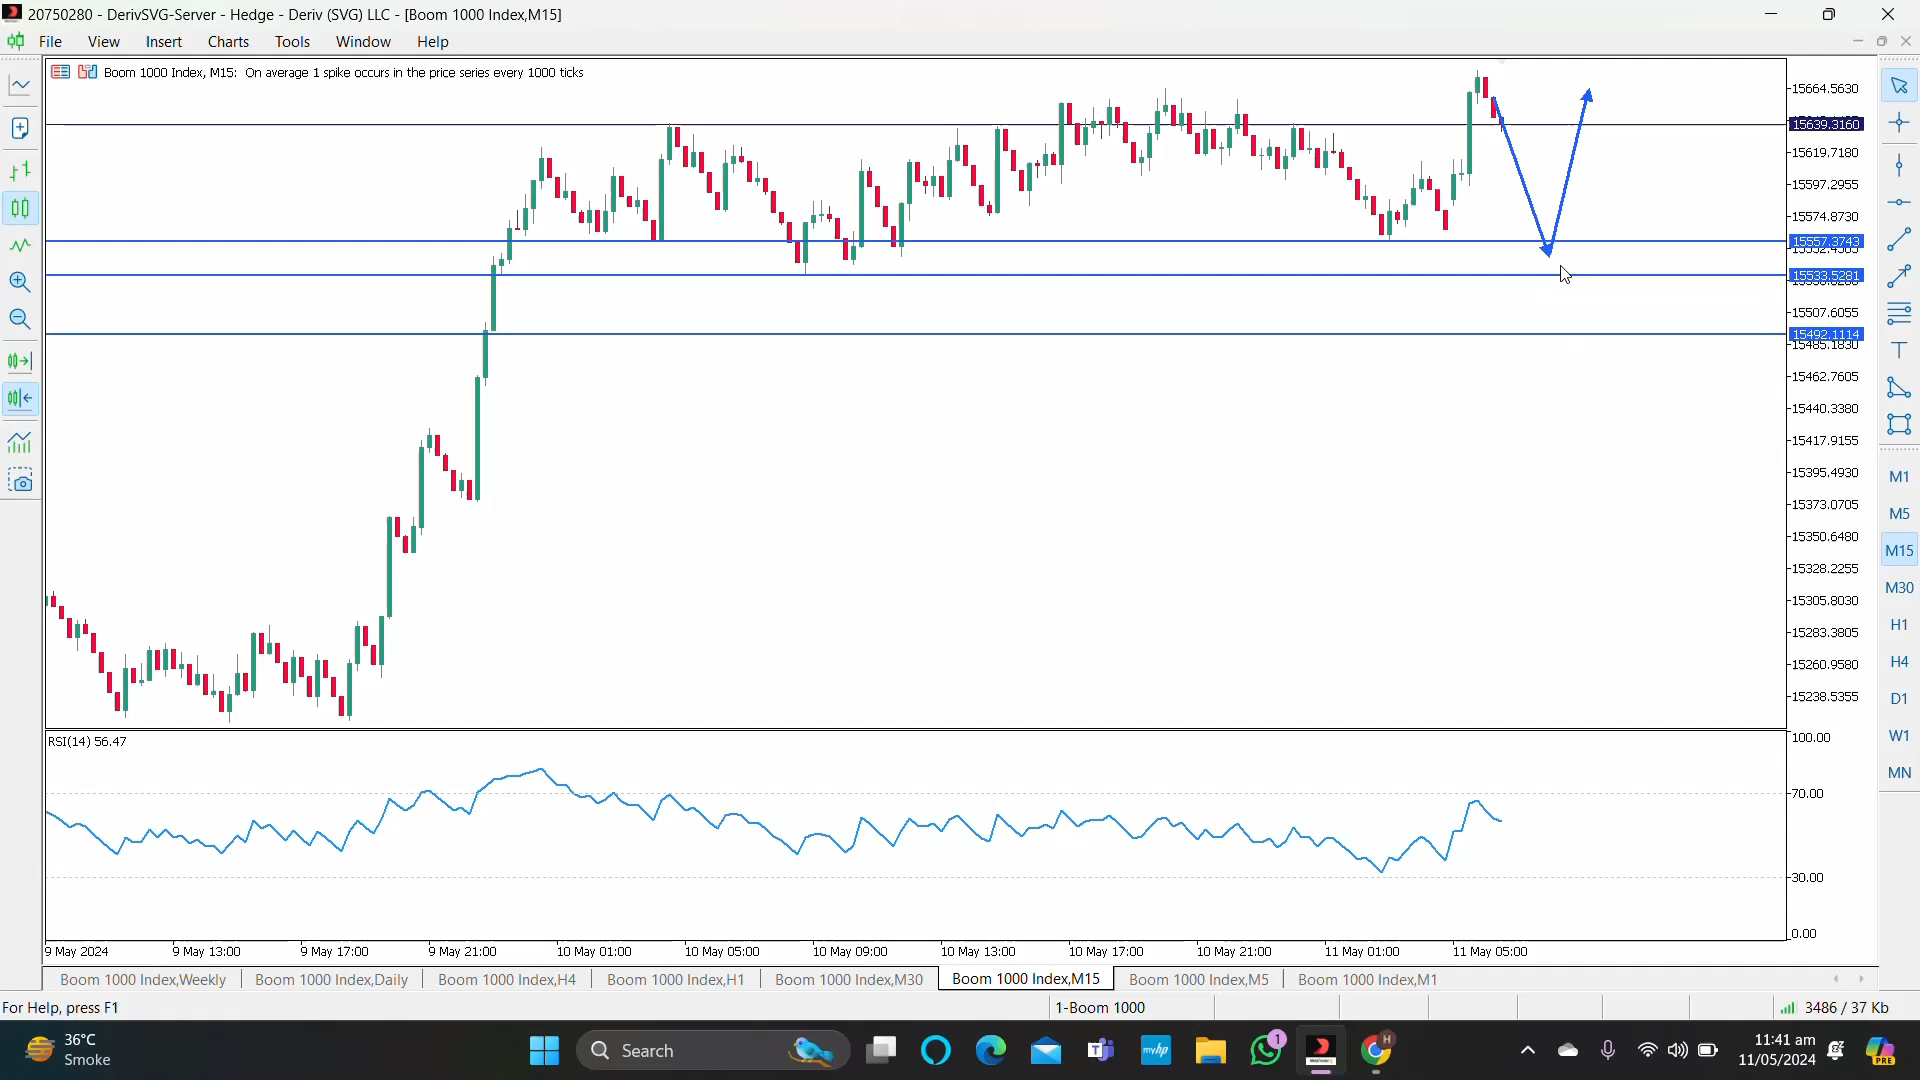 20750280 - DerivSVG-Server - Hedge - Deriv (SVG) LLC - [Boom 1000 Index,M15]
File View Insert Charts Tools Window Help
Boom 1000 Index, M15: On average 1 spike occurs in the price series every 1000 ticks
15664.5630
15639.3160
15619.7180
15597.2955
15574.8730
15557.3743
15533.5281
15507.6055
15492.1114
15485.1830
15462.7605
15440.3380
15417.9155
15395.4930
15373.0705
15350.6480
15328.2255
15305.8030
15283.3805
15260.9580
15238.5355
M1
M5
M15
M30
H1
H4
D1
W1
MN
RSI(14) 56.47
100.00
70.00
30.00
0.00
9 May 2024 9 May 13:00 9 May 17:00 9 May 21:00 10 May 01:00 10 May 05:00 10 May 09:00 10 May 13:00 10 May 17:00 10 May 21:00 11 May 01:00 11 May 05:00
Boom 1000 Index,Weekly Boom 1000 Index,Daily Boom 1000 Index,H4 Boom 1000 Index,H1 Boom 1000 Index,M30 Boom 1000 Index,M15 Boom 1000 Index,M5 Boom 1000 Index,M1
For Help, press F1 1-Boom 1000 3486 / 37 Kb
36°C
Smoke
Search
myhp
1
H
11:41 am
11/05/2024
PRE